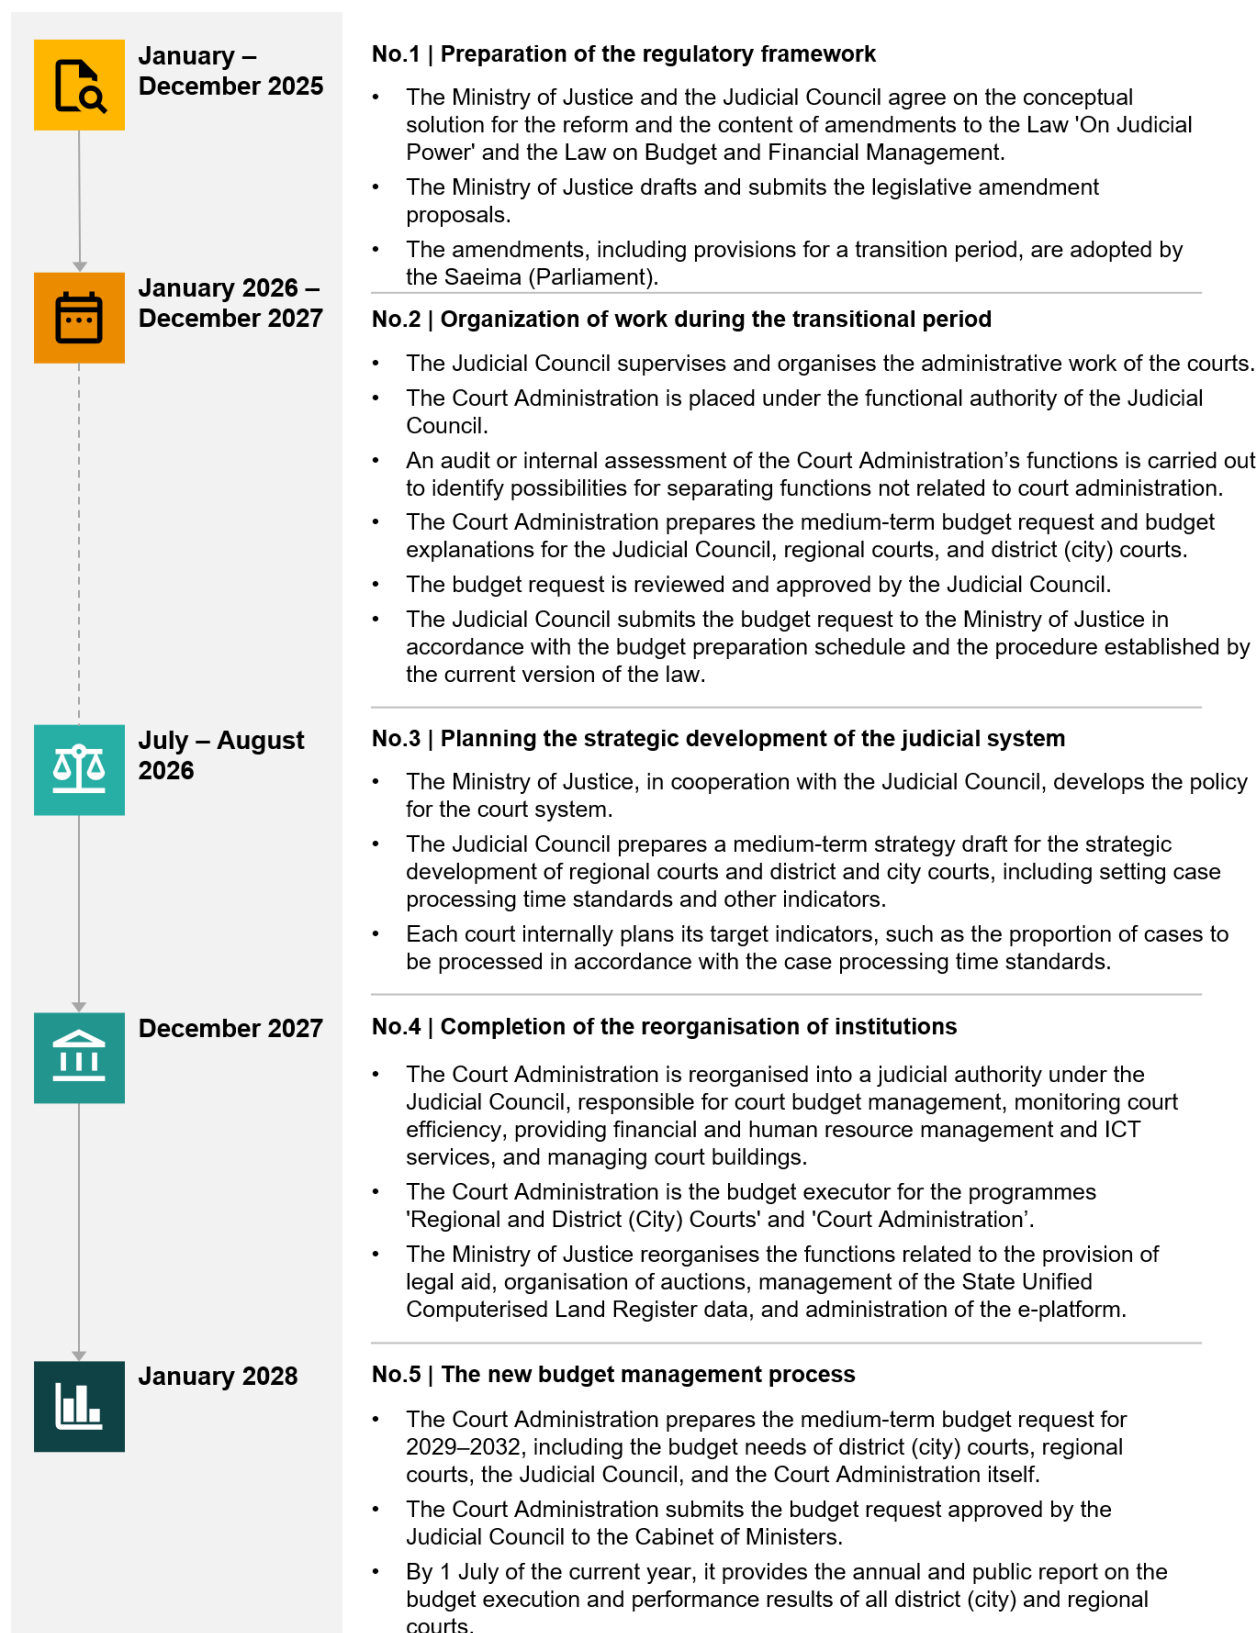 January –
December 2025
No.1 | Preparation of the regulatory framework
• The Ministry of Justice and the Judicial Council agree on the conceptual
solution for the reform and the content of amendments to the Law 'On Judicial
Power' and the Law on Budget and Financial Management.
• The Ministry of Justice drafts and submits the legislative amendment
proposals.
• The amendments, including provisions for a transition period, are adopted by
the Saeima (Parliament).
January 2026 –
December 2027
No.2 | Organization of work during the transitional period
• The Judicial Council supervises and organises the administrative work of the courts.
• The Court Administration is placed under the functional authority of the Judicial
Council.
• An audit or internal assessment of the Court Administration’s functions is carried out
to identify possibilities for separating functions not related to court administration.
• The Court Administration prepares the medium-term budget request and budget
explanations for the Judicial Council, regional courts, and district (city) courts.
• The budget request is reviewed and approved by the Judicial Council.
• The Judicial Council submits the budget request to the Ministry of Justice in
accordance with the budget preparation schedule and the procedure established by
the current version of the law.
July – August
2026
No.3 | Planning the strategic development of the judicial system
• The Ministry of Justice, in cooperation with the Judicial Council, develops the policy
for the court system.
• The Judicial Council prepares a medium-term strategy draft for the strategic
development of regional courts and district and city courts, including setting case
processing time standards and other indicators.
• Each court internally plans its target indicators, such as the proportion of cases to
be processed in accordance with the case processing time standards.
December 2027
No.4 | Completion of the reorganisation of institutions
• The Court Administration is reorganised into a judicial authority under the
Judicial Council, responsible for court budget management, monitoring court
efficiency, providing financial and human resource management and ICT
services, and managing court buildings.
• The Court Administration is the budget executor for the programmes
'Regional and District (City) Courts' and 'Court Administration’.
• The Ministry of Justice reorganises the functions related to the provision of
legal aid, organisation of auctions, management of the State Unified
Computerised Land Register data, and administration of the e-platform.
January 2028
No.5 | The new budget management process
• The Court Administration prepares the medium-term budget request for
2029–2032, including the budget needs of district (city) courts, regional
courts, the Judicial Council, and the Court Administration itself.
• The Court Administration submits the budget request approved by the
Judicial Council to the Cabinet of Ministers.
• By 1 July of the current year, it provides the annual and public report on the
budget execution and performance results of all district (city) and regional
courts.